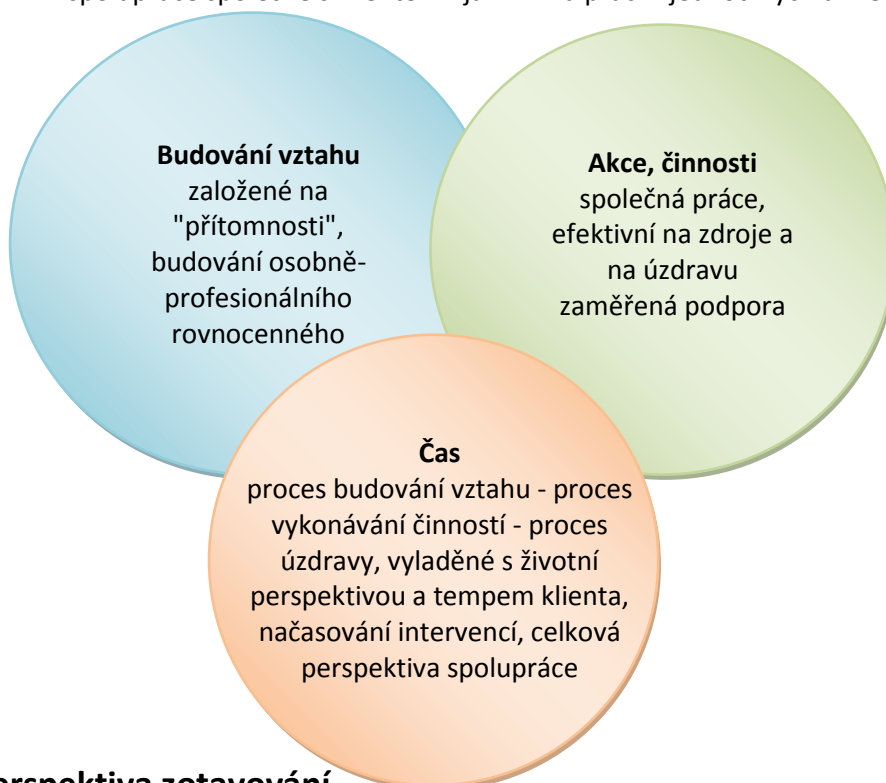 Budování vztahu
založené na
"přítomnosti",
budování osobně-
profesionálního
rovnocenného
Akce, činnosti
společná práce,
efektivní na zdroje a
na úzdravu
zaměřená podpora
Čas
proces budování vztahu - proces
vykonávání činností - proces
úzdravy, vyladěné s životní
perspektivou a tempem klienta,
načasování intervencí, celková
perspektiva spolupráce
zotavování